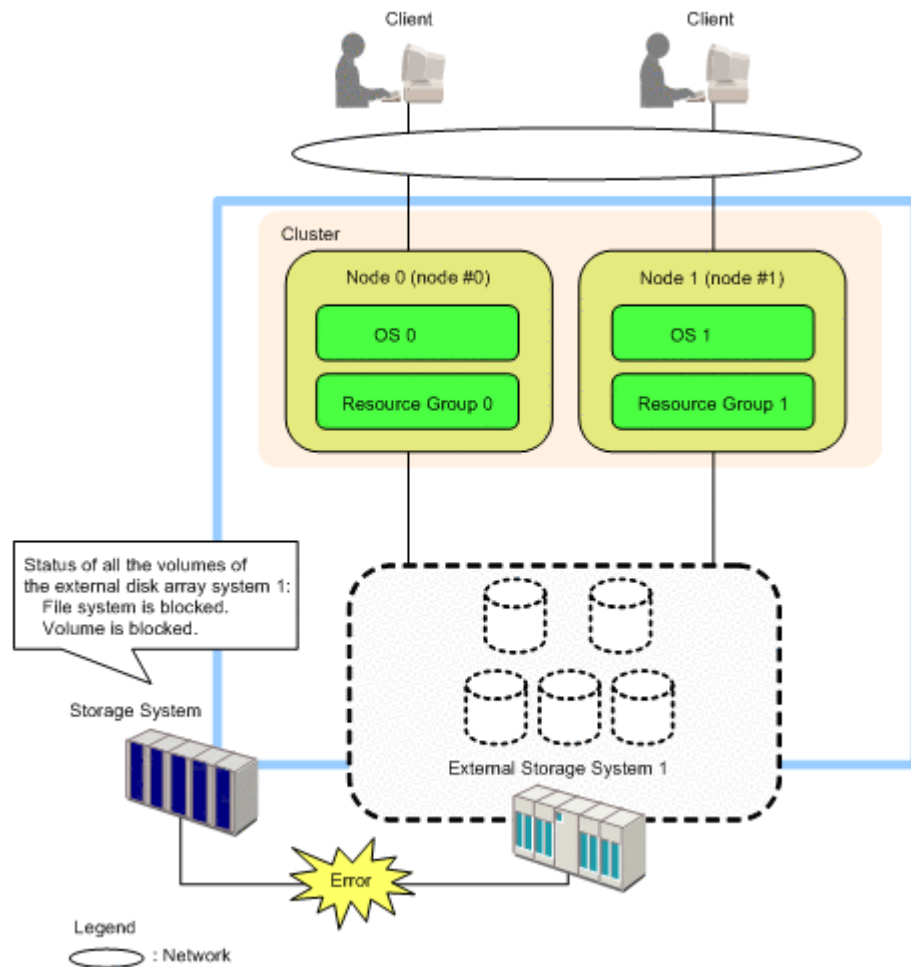 Client
Client
Cluster
Node 0 (node #0)
Node 1 (node #1)
OS 0
OS 1
Resource Group 0
Resource Group 1
Status of all the volumes of
the external disk array system 1:
File system is blocked.
Volume is blocked.
Storage System
External Storage System 1
Error
Legend
: Network